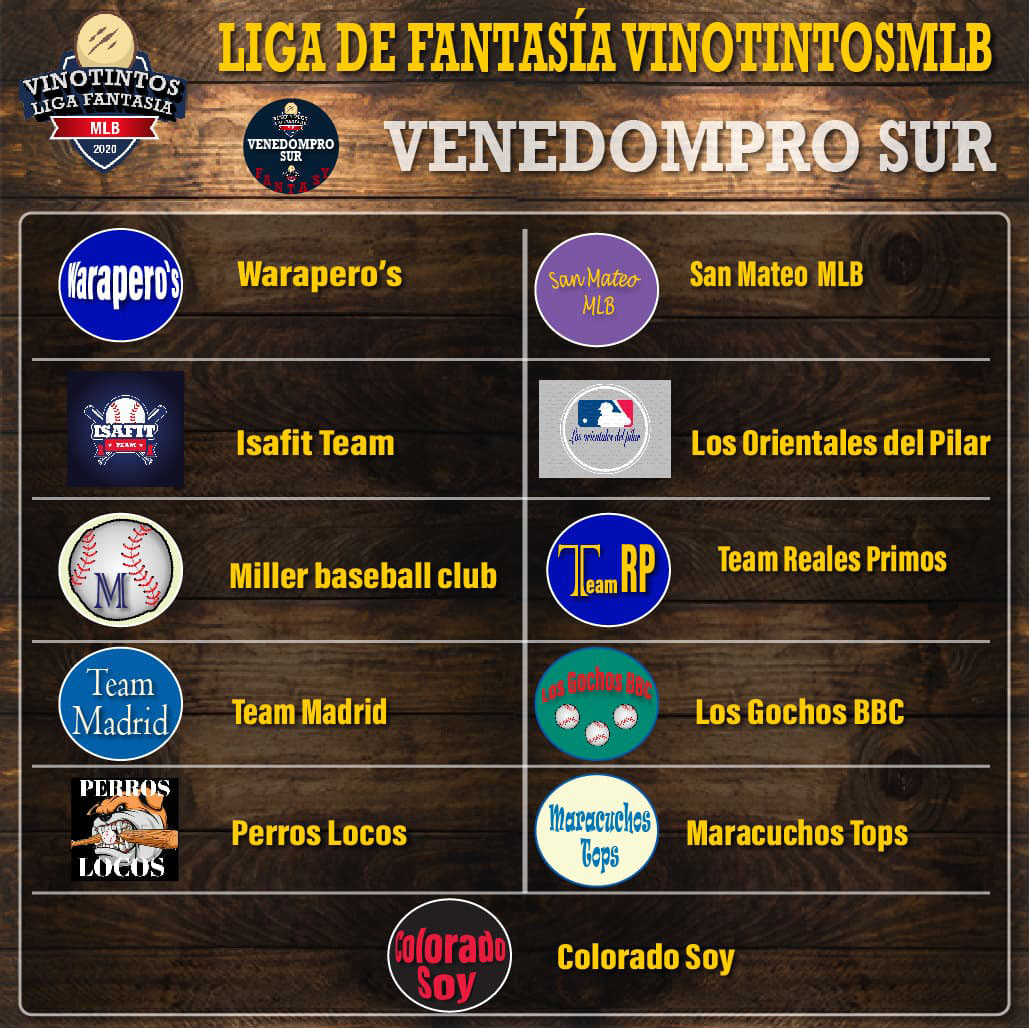 VINOTINTOS
LIGA FANTASIA
MLB
2020
LIGA DE FANTASÍA VINOTINTOSMLB
VENEDOMPRO
SUR
FANTASY
VENEDOMPRO SUR
Warapero's
Warapero's
San Mateo
MLB
San Mateo MLB
ISAFIT
TEAM
Isafit Team
Los orientales del pilar
Los Orientales del Pilar
M
Miller baseball club
Team RP
Team Reales Primos
Team
Madrid
Team Madrid
Los Gochos BBC
Los Gochos BBC
PERROS
LOCOS
Perros Locos
Maracuchos
Tops
Maracuchos Tops
Colorado
Soy
Colorado Soy